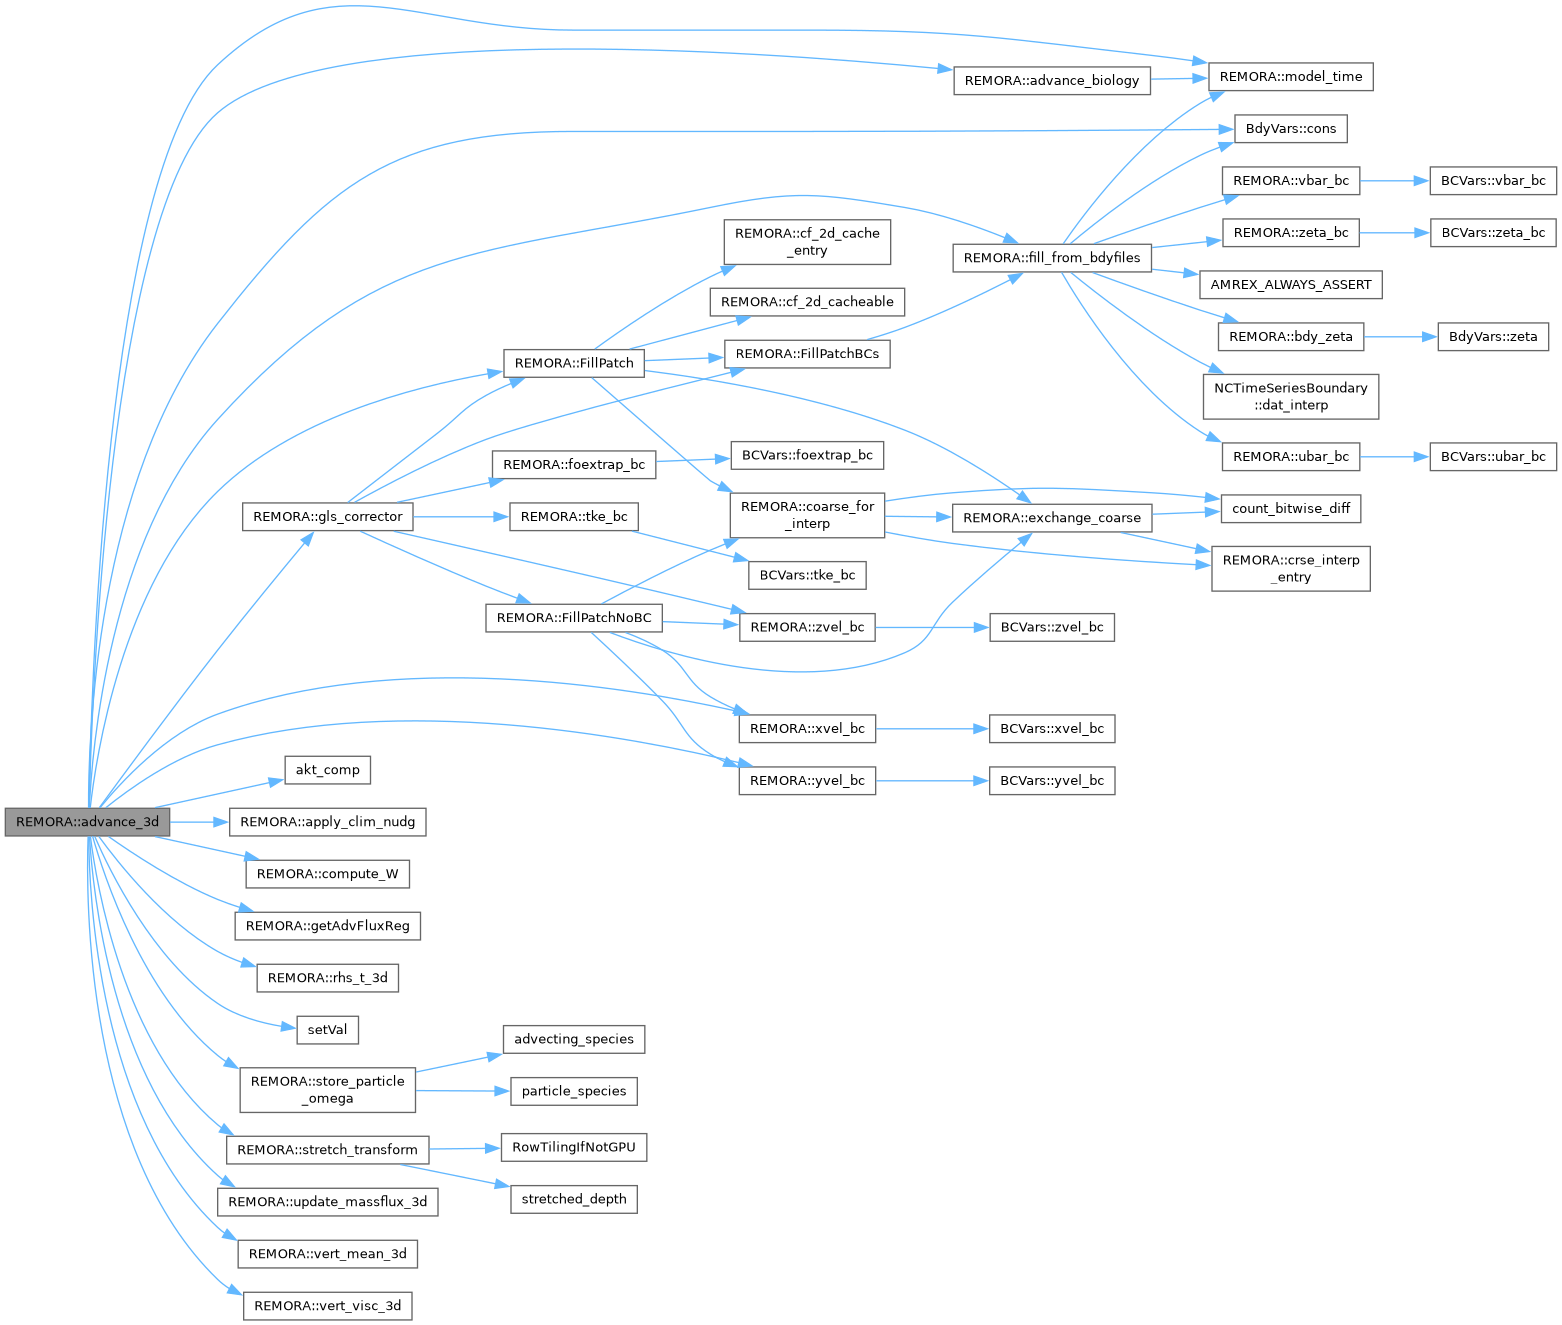 REMORA::advance_3d
REMORA::model_time
REMORA::advance_biology
BdyVars::cons
REMORA::vbar_bc
BCVars::vbar_bc
REMORA::cf_2d_cache
_entry
REMORA::zeta_bc
BCVars::zeta_bc
REMORA::fill_from_bdyfiles
AMREX_ALWAYS_ASSERT
REMORA::cf_2d_cacheable
REMORA::bdy_zeta
BdyVars::zeta
REMORA::FillPatch
REMORA::FillPatchBCs
NCTimeSeriesBoundary
::dat_interp
REMORA::foextrap_bc
BCVars::foextrap_bc
REMORA::ubar_bc
BCVars::ubar_bc
REMORA::gls_corrector
REMORA::tke_bc
REMORA::coarse_for
_interp
REMORA::exchange_coarse
count_bitwise_diff
BCVars::tke_bc
REMORA::crse_interp
_entry
REMORA::FillPatchNoBC
REMORA::zvel_bc
BCVars::zvel_bc
REMORA::xvel_bc
BCVars::xvel_bc
REMORA::yvel_bc
BCVars::yvel_bc
akt_comp
REMORA::apply_clim_nudg
REMORA::compute_W
REMORA::getAdvFluxReg
REMORA::rhs_t_3d
setVal
REMORA::store_particle
_omega
advecting_species
particle_species
REMORA::stretch_transform
RowTilingIfNotGPU
stretched_depth
REMORA::update_massflux_3d
REMORA::vert_mean_3d
REMORA::vert_visc_3d